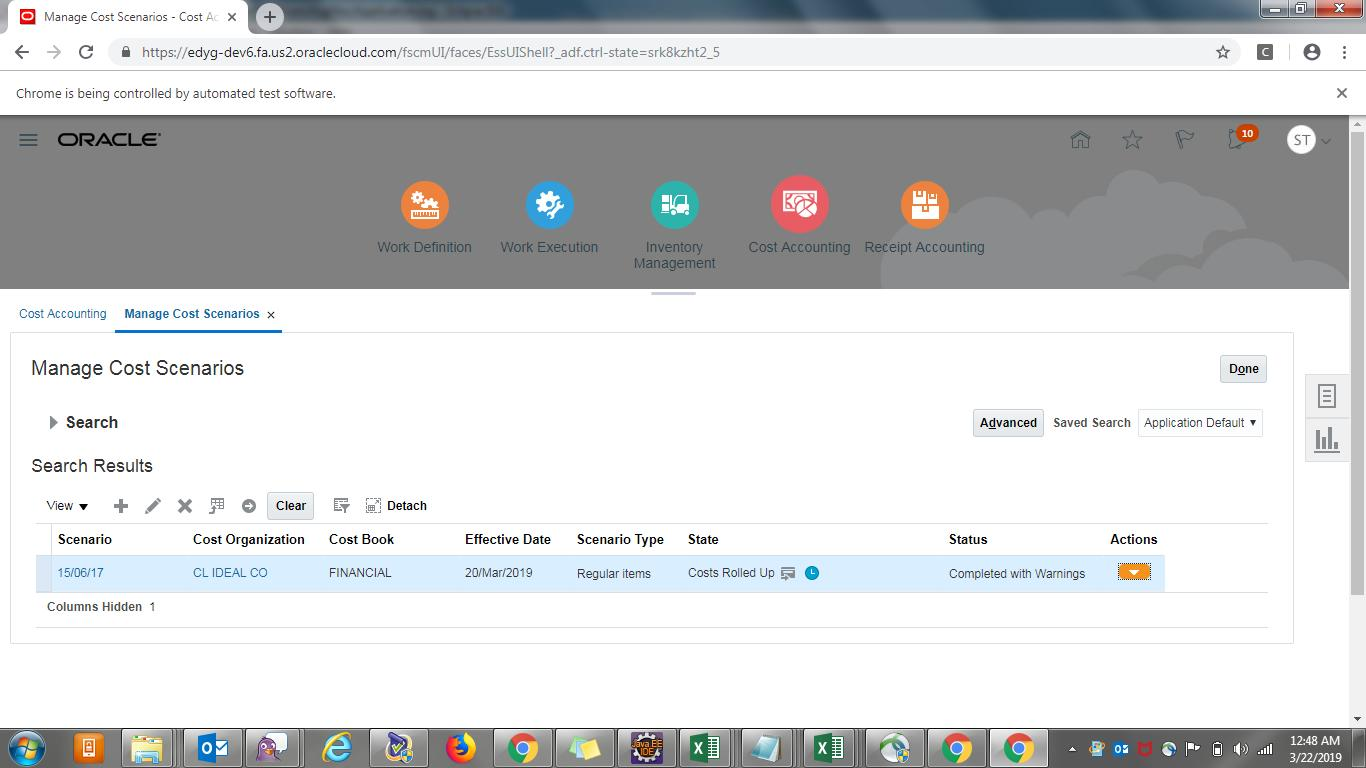 Manage Cost Scenarios - Cost Ac
https://edyg-dev6.fa.us2.oraclecloud.com/fscmUI/faces/EssUIShell?_adf.ctrl-state=srk8kzht2_5
C
Chrome is being controlled by automated test software.
ORACLE
10
ST
Work Definition
Work Execution
Inventory
Management
Cost Accounting
Receipt Accounting
Cost Accounting
Manage Cost Scenarios
Manage Cost Scenarios
Done
Search
Advanced
Saved Search
Application Default
Search Results
View
Clear
Detach
Scenario Cost Organization Cost Book Effective Date Scenario Type State Status Actions
15/06/17 CL IDEAL CO FINANCIAL 20/Mar/2019 Regular items Costs Rolled Up Completed with Warnings
Columns Hidden 1
Java EE
IDE
12:48 AM
3/22/2019